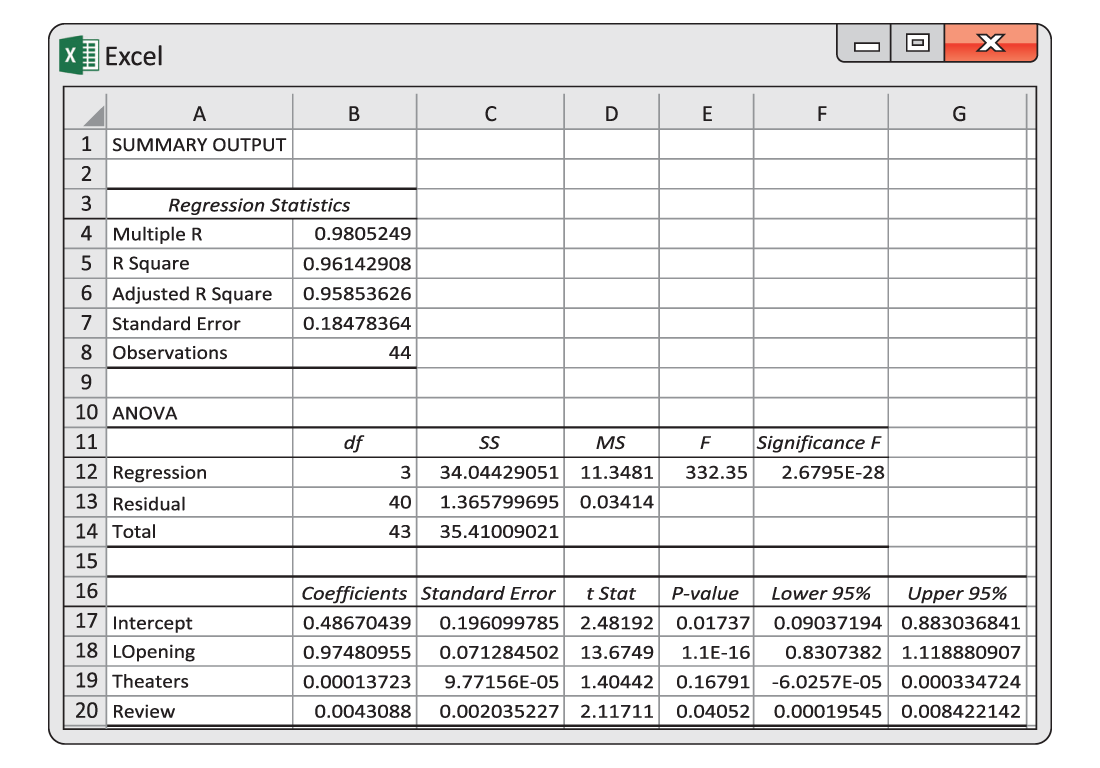 Excel
A B C D E F G
1 SUMMARY OUTPUT
2
3 Regression Statistics
4 Multiple R 0.9805249
5 R Square 0.96142908
6 Adjusted R Square 0.95853626
7 Standard Error 0.18478364
8 Observations 44
9
10 ANOVA
11 df SS MS F Significance F
12 Regression 3 34.04429051 11.3481 332.35 2.6795E-28
13 Residual 40 1.365799695 0.03414
14 Total 43 35.41009021
15
16 Coefficients Standard Error t Stat P-value Lower 95% Upper 95%
17 Intercept 0.48670439 0.196099785 2.48192 0.01737 0.09037194 0.883036841
18 LOpening 0.97480955 0.071284502 13.6749 1.1E-16 0.8307382 1.118880907
19 Theaters 0.00013723 9.77156E-05 1.40442 0.16791 -6.0257E-05 0.000334724
20 Review 0.0043088 0.002035227 2.11711 0.04052 0.00019545 0.008422142